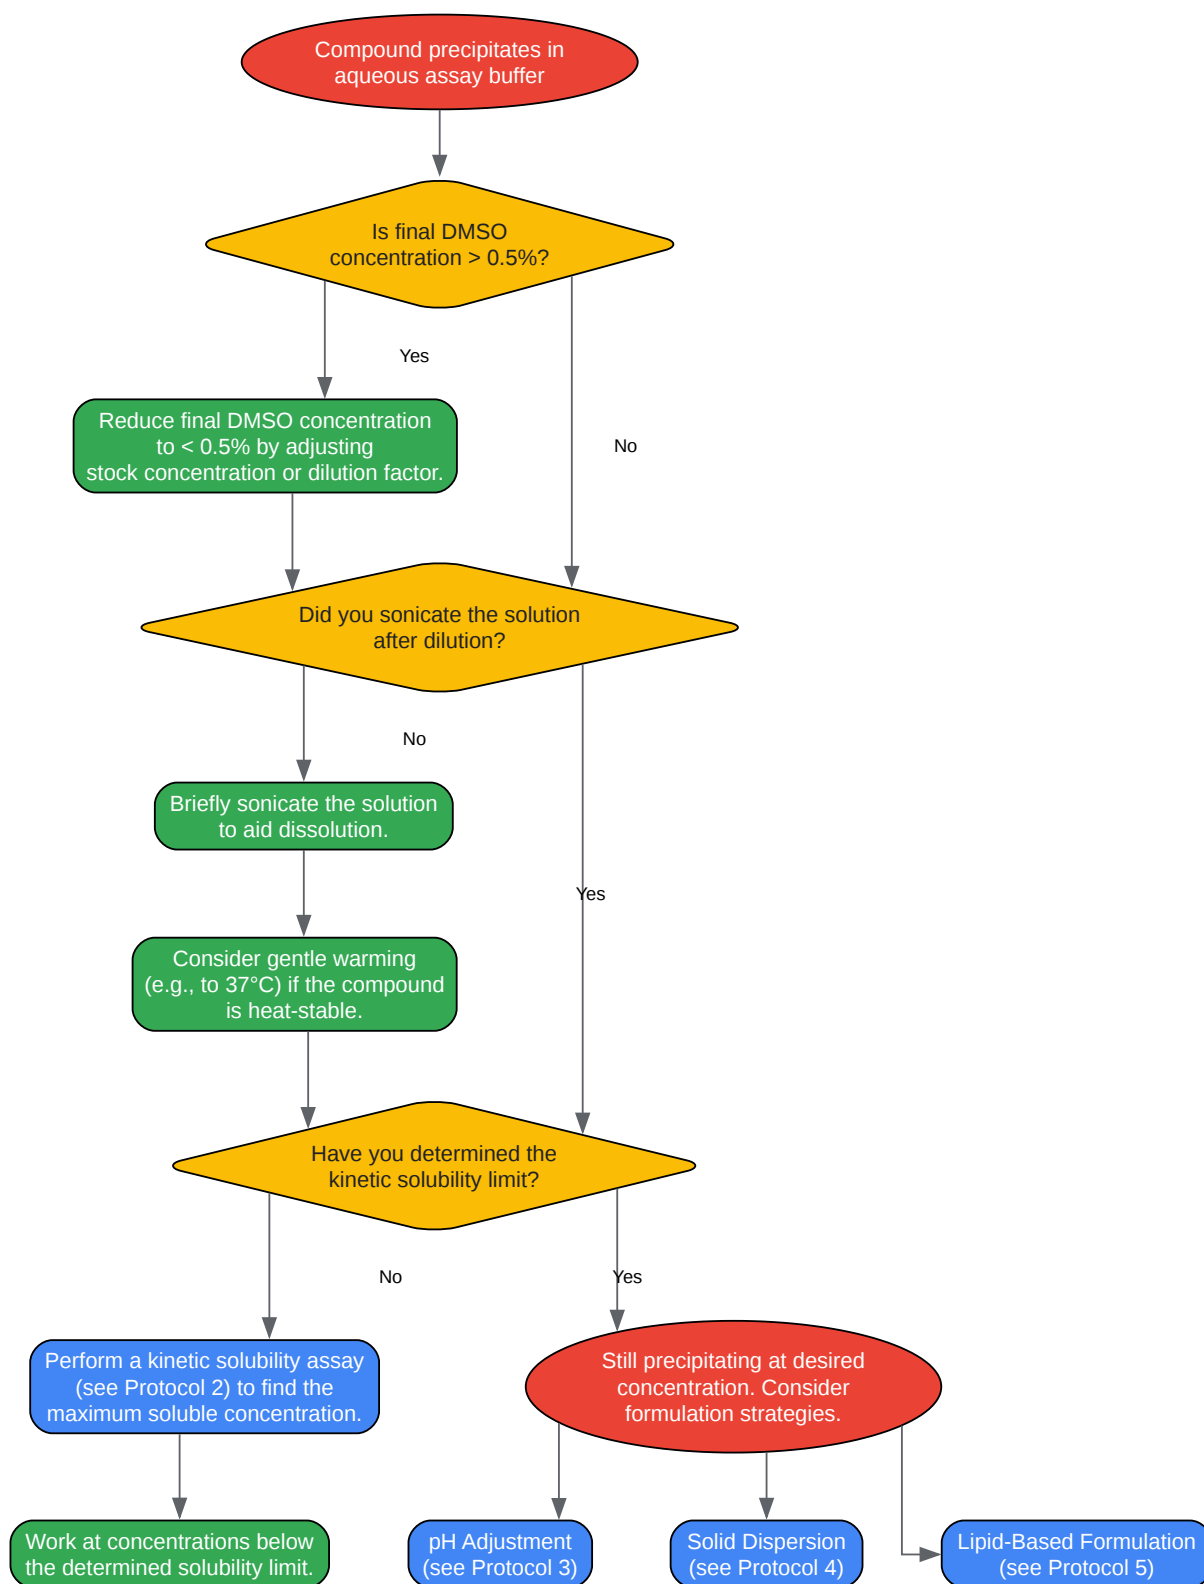 Compound precipitates in
aqueous assay buffer
Is final DMSO
concentration > 0.5%?
Yes
Reduce final DMSO concentration
to < 0.5% by adjusting
stock concentration or dilution factor.
No
Did you sonicate the solution
after dilution?
No
Briefly sonicate the solution
to aid dissolution.
Yes
Consider gentle warming
(e.g., to 37°C) if the compound
is heat-stable.
Have you determined the
kinetic solubility limit?
No
Yes
Perform a kinetic solubility assay
(see Protocol 2) to find the
maximum soluble concentration.
Still precipitating at desired
concentration. Consider
formulation strategies.
Work at concentrations below
the determined solubility limit.
pH Adjustment
(see Protocol 3)
Solid Dispersion
(see Protocol 4)
Lipid-Based Formulation
(see Protocol 5)